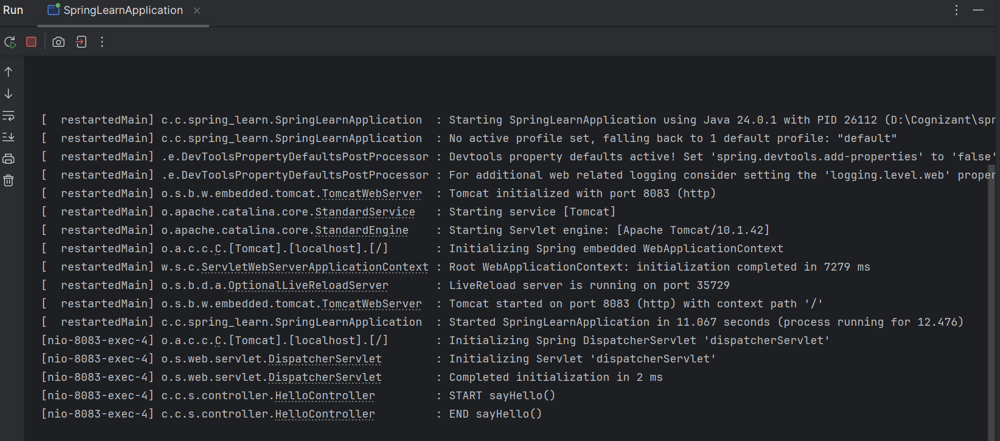 Run SpringLearnApplication
[  restartedMain] c.c.spring_learn.SpringLearnApplication  : Starting SpringLearnApplication using Java 24.0.1 with PID 26112 (D:\Cognizant\spr
[  restartedMain] c.c.spring_learn.SpringLearnApplication  : No active profile set, falling back to 1 default profile: "default"
[  restartedMain] .e.DevToolsPropertyDefaultsPostProcessor : Devtools property defaults active! Set 'spring.devtools.add-properties' to 'false'
[  restartedMain] .e.DevToolsPropertyDefaultsPostProcessor : For additional web related logging consider setting the 'logging.level.web' proper
[  restartedMain] o.s.b.w.embedded.tomcat.TomcatWebServer  : Tomcat initialized with port 8083 (http)
[  restartedMain] o.apache.catalina.core.StandardService   : Starting service [Tomcat]
[  restartedMain] o.apache.catalina.core.StandardEngine    : Starting Servlet engine: [Apache Tomcat/10.1.42]
[  restartedMain] o.a.c.c.C.[Tomcat].[localhost].[/]       : Initializing Spring embedded WebApplicationContext
[  restartedMain] w.s.c.ServletWebServerApplicationContext : Root WebApplicationContext: initialization completed in 7279 ms
[  restartedMain] o.s.b.d.a.OptionalLiveReloadServer       : LiveReload server is running on port 35729
[  restartedMain] o.s.b.w.embedded.tomcat.TomcatWebServer  : Tomcat started on port 8083 (http) with context path '/'
[  restartedMain] c.c.spring_learn.SpringLearnApplication  : Started SpringLearnApplication in 11.067 seconds (process running for 12.476)
[nio-8083-exec-4] o.a.c.c.C.[Tomcat].[localhost].[/]       : Initializing Spring DispatcherServlet 'dispatcherServlet'
[nio-8083-exec-4] o.s.web.servlet.DispatcherServlet        : Initializing Servlet 'dispatcherServlet'
[nio-8083-exec-4] o.s.web.servlet.DispatcherServlet        : Completed initialization in 2 ms
[nio-8083-exec-4] c.c.s.controller.HelloController         : START sayHello()
[nio-8083-exec-4] c.c.s.controller.HelloController         : END sayHello()